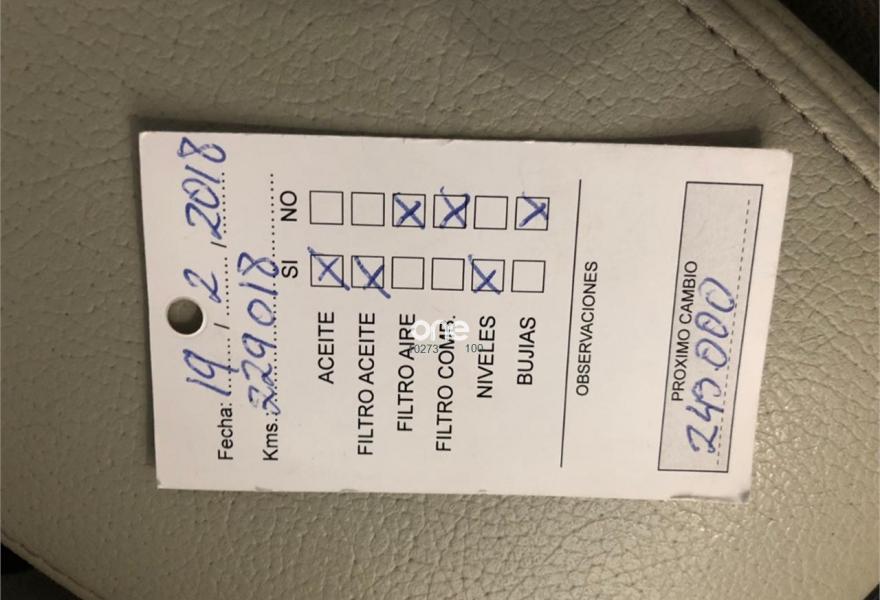 Fecha: 19 / 2 / 2018
Kms.: 229018
SI NO
ACEITE X
FILTRO ACEITE X
FILTRO AIRE X
FILTRO COMB. X
NIVELES X
BUJIAS X
OBSERVACIONES
PROXIMO CAMBIO
one